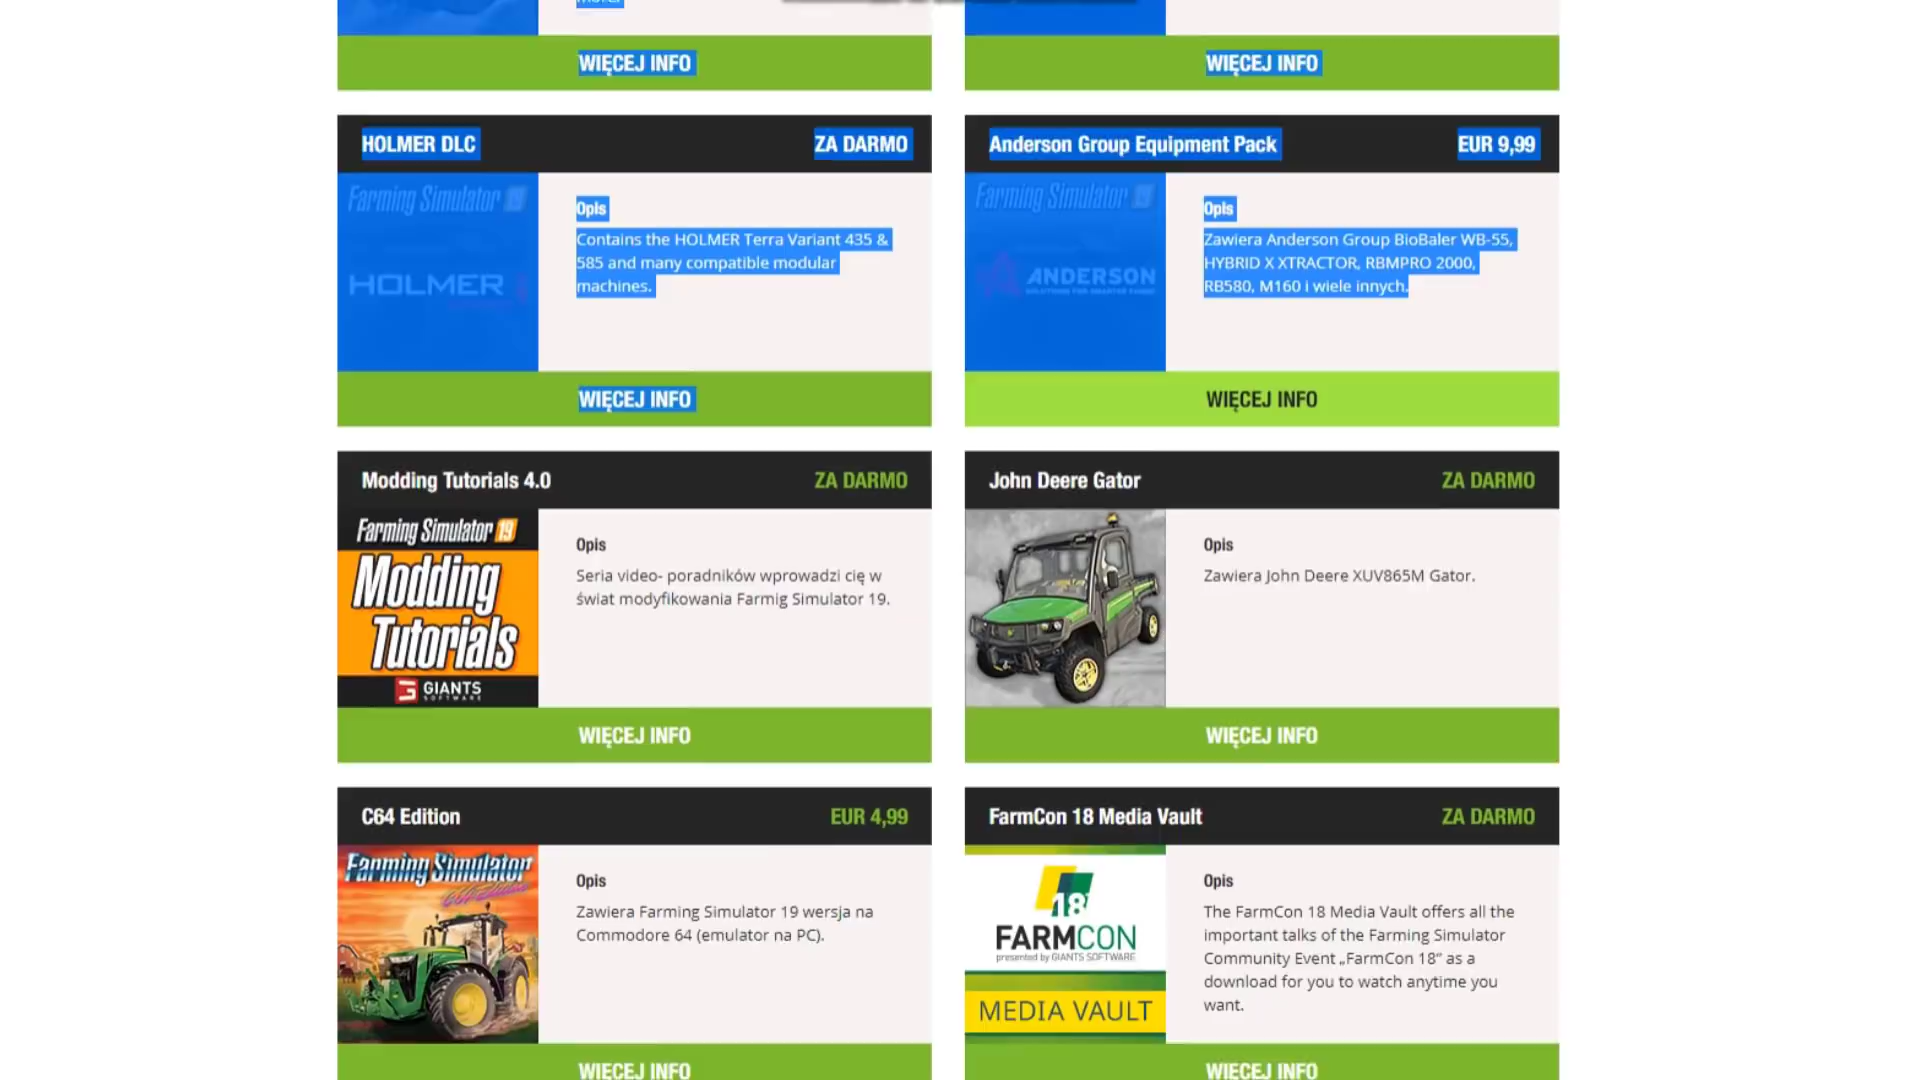 WIĘCEJ INFO
WIĘCEJ INFO
HOLMER DLC
ZA DARMO
Farming Simulator 19
HOLMER
Opis
Contains the HOLMER Terra Variant 435 &
585 and many compatible modular
machines.
WIĘCEJ INFO
Anderson Group Equipment Pack
EUR 9,99
Farming Simulator 19
ANDERSON
Opis
Zawiera Anderson Group BioBaler WB-55,
HYBRID X XTRACTOR, RBMPRO 2000,
RB580, M160 i wiele innych.
WIĘCEJ INFO
Modding Tutorials 4.0
ZA DARMO
Farming Simulator 19
Modding
Tutorials
GIANTS
SOFTWARE
Opis
Seria video- poradników wprowadzi cię w
świat modyfikowania Farmig Simulator 19.
WIĘCEJ INFO
John Deere Gator
ZA DARMO
Opis
Zawiera John Deere XUV865M Gator.
WIĘCEJ INFO
C64 Edition
EUR 4,99
Farming Simulator
C64 Edition
Opis
Zawiera Farming Simulator 19 wersja na
Commodore 64 (emulator na PC).
WIĘCEJ INFO
FarmCon 18 Media Vault
ZA DARMO
18
FARMCON
presented by GIANTS SOFTWARE
MEDIA VAULT
Opis
The FarmCon 18 Media Vault offers all the
important talks of the Farming Simulator
Community Event „FarmCon 18" as a
download for you to watch anytime you
want.
WIĘCEJ INFO